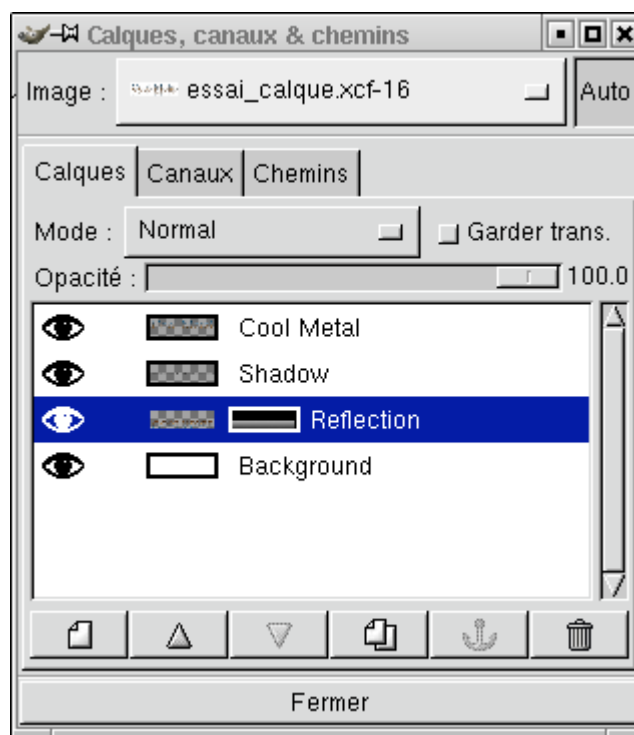 Calques, canaux & chemins
Image : essai_calque.xcf-16 Auto
Calques Canaux Chemins
Mode : Normal Garder trans.
Opacité : 100.0
Cool Metal
Shadow
Reflection
Background
Fermer